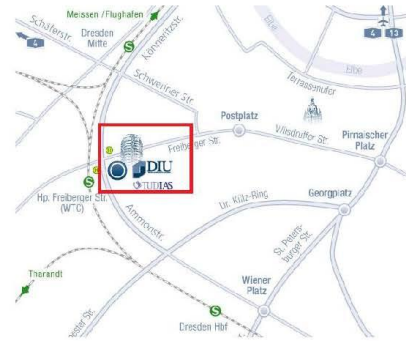 Meissen /Flughafen
Schäferstr.
Dresden
Mitte
S
Könneritzstr.
4
4 13
Elbe
Elbe
Terrassenufer
Schweriner Str.
Postplatz
Wilsdruffer Str.
Pirnaischer
Platz
Freiberger Str.
DIU
TUDIAS
S
Hp. Freiberger Str.
(WTC)
Ammonstr.
Dr. Külz-Ring
Georgplatz
St. Peters-
burger Str.
Tharandt
Wiener
Platz
S
Dresden Hbf